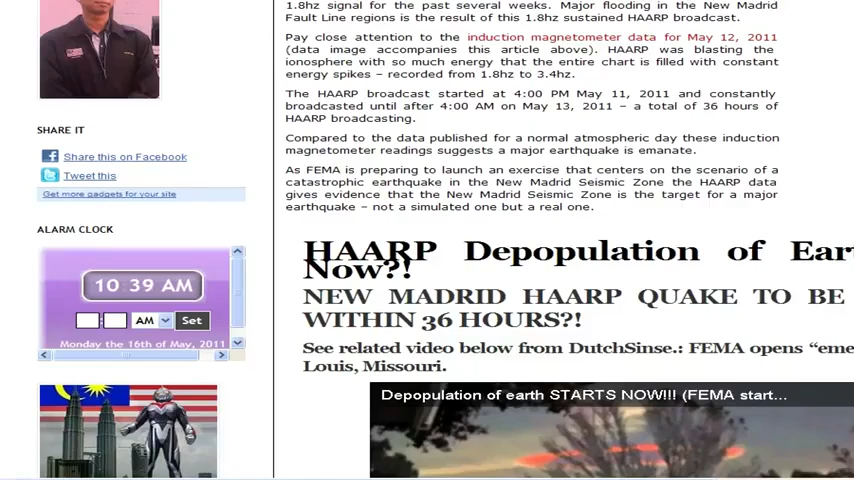 1.8hz signal for the past several weeks. Major flooding in the New Madrid
Fault Line regions is the result of this 1.8hz sustained HAARP broadcast.
Pay close attention to the induction magnetometer data for May 12, 2011
(data image accompanies this article above). HAARP was blasting the
ionosphere with so much energy that the entire chart is filled with constant
energy spikes – recorded from 1.8hz to 3.4hz.
The HAARP broadcast started at 4:00 PM May 11, 2011 and constantly
broadcasted until after 4:00 AM on May 13, 2011 – a total of 36 hours of
HAARP broadcasting.
Compared to the data published for a normal atmospheric day these induction
magnetometer readings suggests a major earthquake is emanate.
As FEMA is preparing to launch an exercise that centers on the scenario of a
catastrophic earthquake in the New Madrid Seismic Zone the HAARP data
gives evidence that the New Madrid Seismic Zone is the target for a major
earthquake – not a simulated one but a real one.
SHARE IT
Share this on Facebook
Tweet this
Get more gadgets for your site
ALARM CLOCK
10 39 AM
: AM Set
Monday the 16th of May, 2011
HAARP Depopulation of Ear
Now?!
NEW MADRID HAARP QUAKE TO BE
WITHIN 36 HOURS?!
See related video below from DutchSinse.: FEMA opens “eme
Louis, Missouri.
Depopulation of earth STARTS NOW!!! (FEMA start...